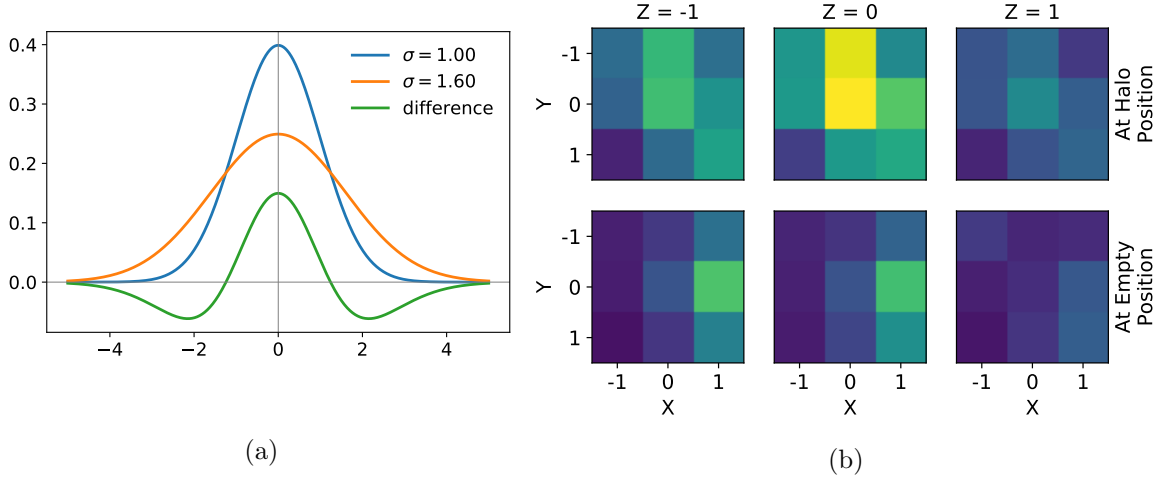 0.4
0.3
0.2
0.1
0.0
−4
−2
0
2
4
σ = 1.00
σ = 1.60
difference
(a)
Z = -1
Z = 0
Z = 1
Y
-1
0
1
At Halo
Position
Y
-1
0
1
At Empty
Position
-1
0
1
-1
0
1
-1
0
1
X
X
X
(b)